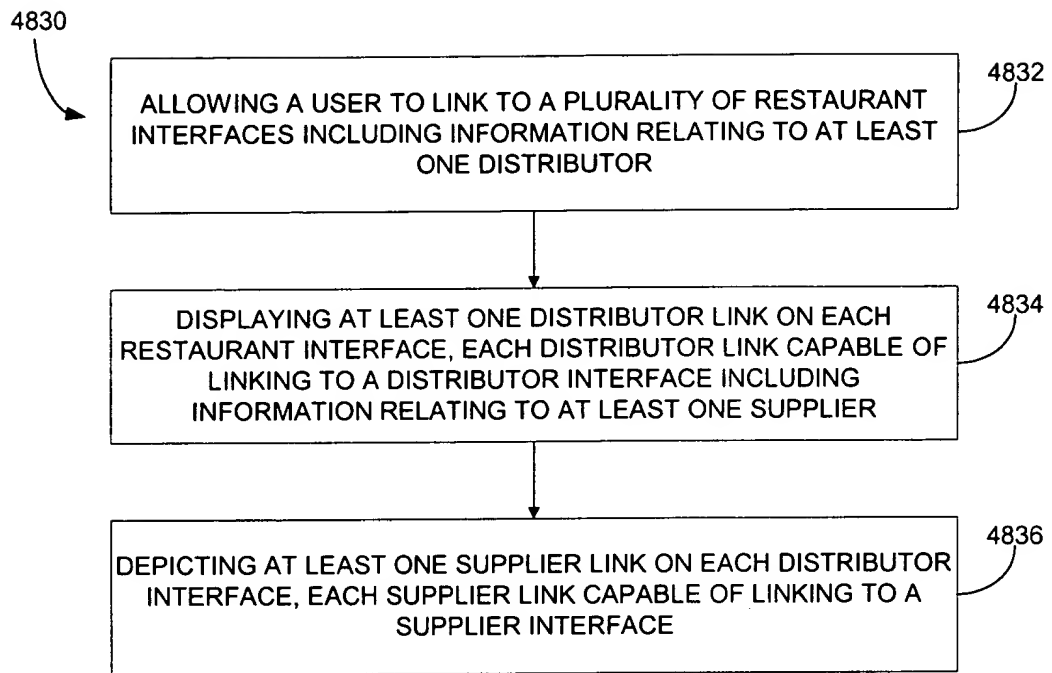 4830
4832
ALLOWING A USER TO LINK TO A PLURALITY OF RESTAURANT
INTERFACES INCLUDING INFORMATION RELATING TO AT LEAST
ONE DISTRIBUTOR
4834
DISPLAYING AT LEAST ONE DISTRIBUTOR LINK ON EACH
RESTAURANT INTERFACE, EACH DISTRIBUTOR LINK CAPABLE OF
LINKING TO A DISTRIBUTOR INTERFACE INCLUDING
INFORMATION RELATING TO AT LEAST ONE SUPPLIER
4836
DEPICTING AT LEAST ONE SUPPLIER LINK ON EACH DISTRIBUTOR
INTERFACE, EACH SUPPLIER LINK CAPABLE OF LINKING TO A
SUPPLIER INTERFACE